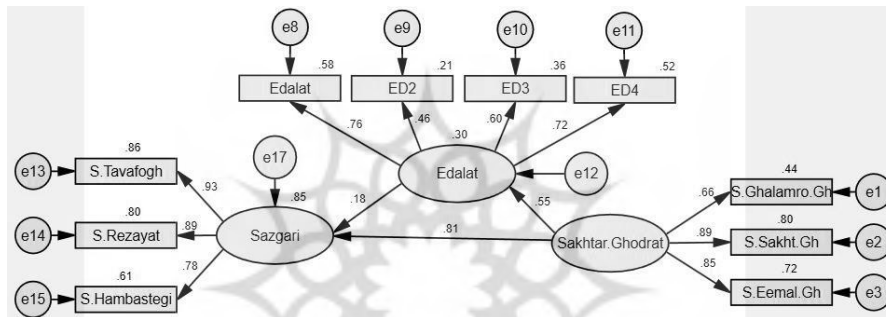 e8
e9
e10
e11
.58
.21
.36
.52
Edalat
ED2
ED3
ED4
.76
.46
.60
.72
.30
.86
e17
e13
S.Tavafogh
Edalat
e12
.44
.93
.85
.18
.55
.66
S.Ghalamro.Gh
e1
.80
.80
e14
S.Rezayat
.89
Sazgari
.81
Sakhtar.Ghodrat
.89
S.Sakht.Gh
e2
.61
.78
.85
.72
e15
S.Hambastegi
S.Eemal.Gh
e3